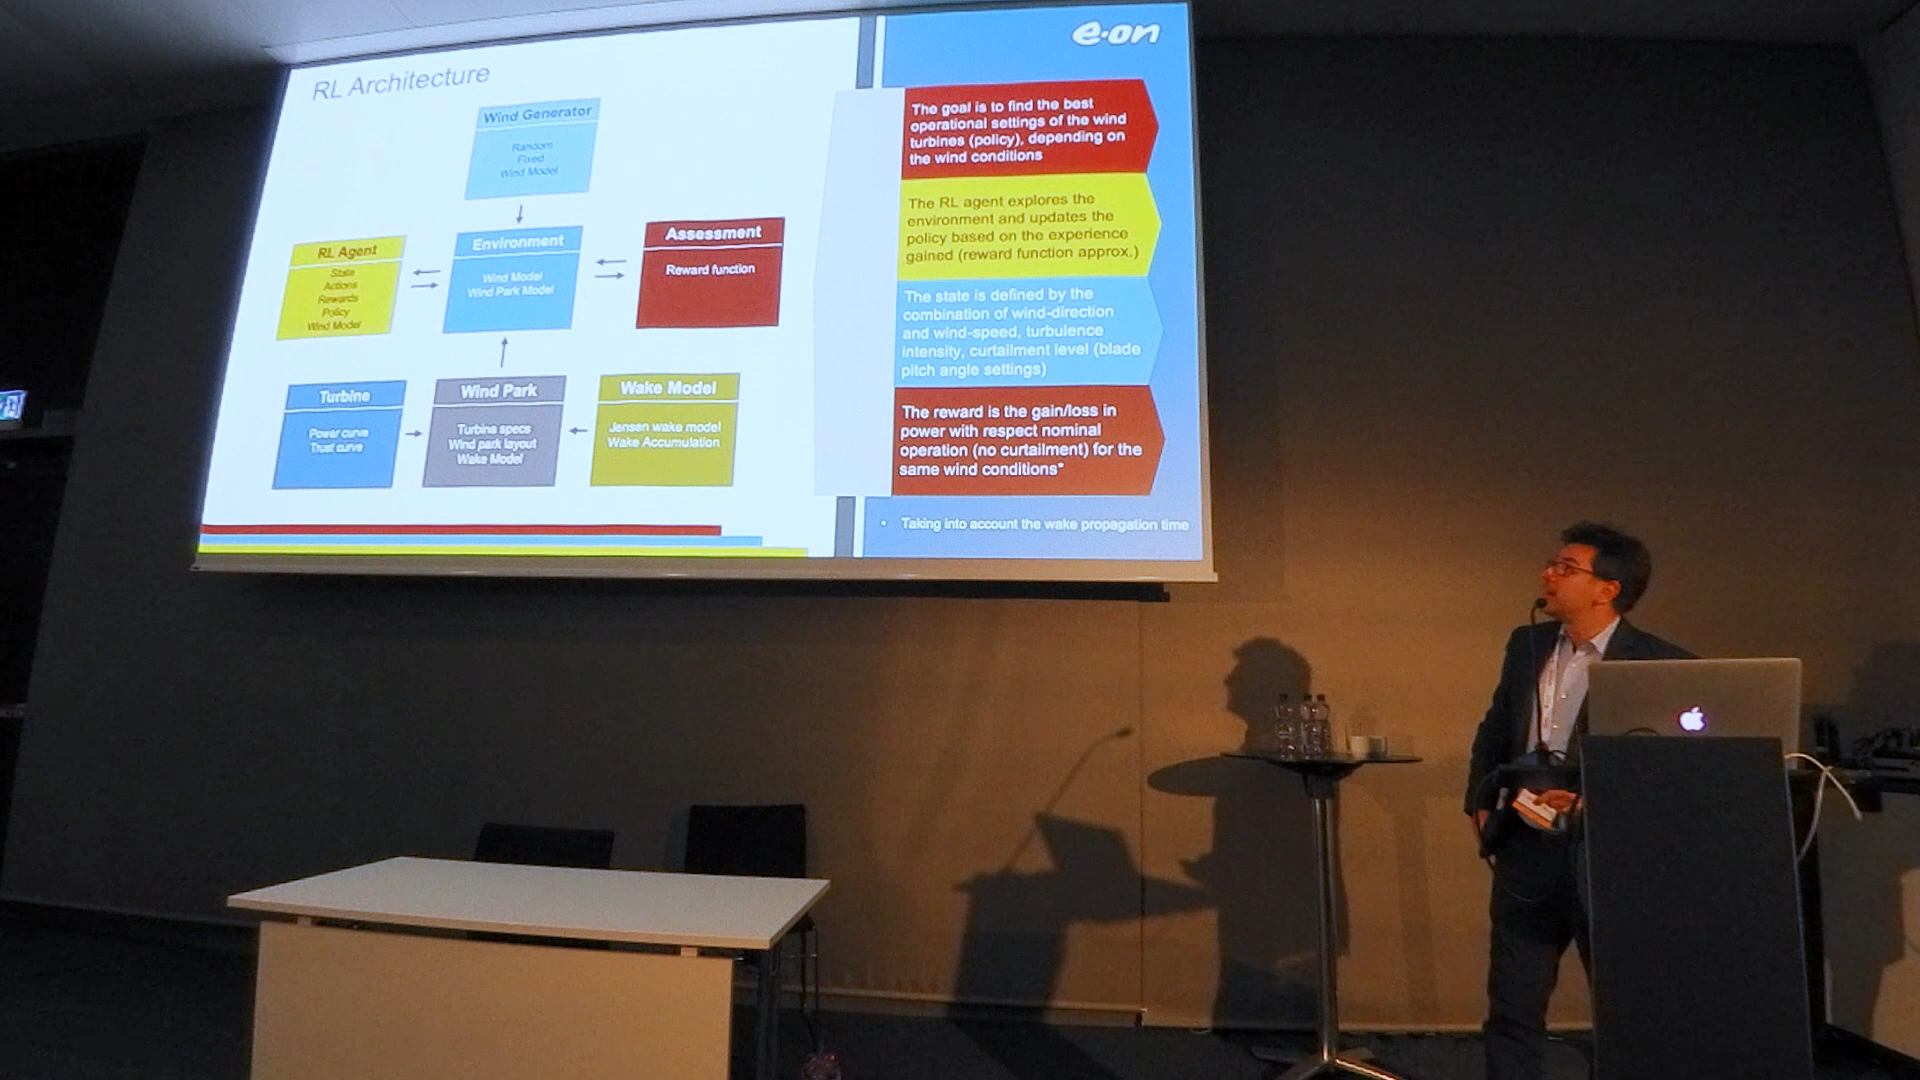 RL Architecture
Wind Generator
Random
Fixed
Wind Model
RL Agent
State
Actions
Rewards
Policy
Wind Model
Environment
Wind Model
Wind Park Model
Assessment
Reward function
Turbine
Power curve
Trust curve
Wind Park
Turbine specs
Wind park layout
Wake Model
Wake Model
Jensen wake model
Wake Accumulation
e·on
The goal is to find the best
operational settings of the wind
turbines (policy), depending on
the wind conditions
The RL agent explores the
environment and updates the
policy based on the experience
gained (reward function approx.)
The state is defined by the
combination of wind-direction
and wind-speed, turbulence
intensity, curtailment level (blade
pitch angle settings)
The reward is the gain/loss in
power with respect nominal
operation (no curtailment) for the
same wind conditions*
• Taking into account the wake propagation time